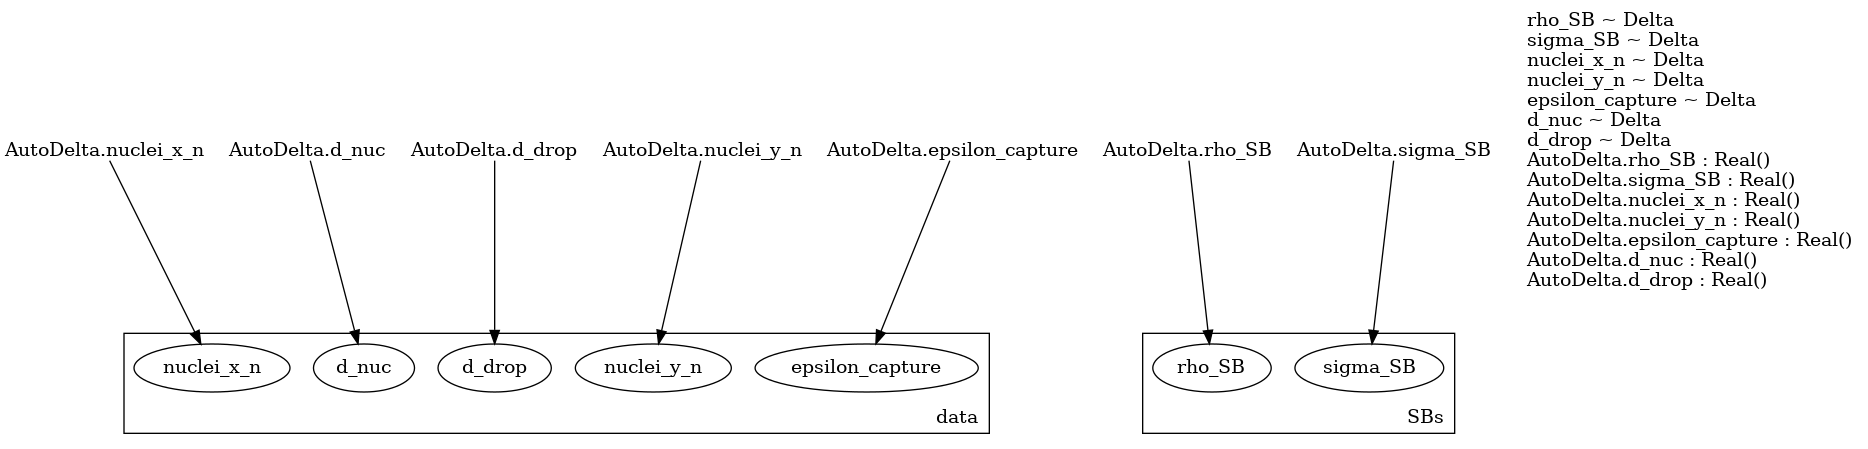 rho_SB ~ Delta
sigma_SB ~ Delta
nuclei_x_n ~ Delta
nuclei_y_n ~ Delta
epsilon_capture ~ Delta
d_nuc ~ Delta
d_drop ~ Delta
AutoDelta.rho_SB : Real()
AutoDelta.sigma_SB : Real()
AutoDelta.nuclei_x_n : Real()
AutoDelta.nuclei_y_n : Real()
AutoDelta.epsilon_capture : Real()
AutoDelta.d_nuc : Real()
AutoDelta.d_drop : Real()
AutoDelta.nuclei_x_n
AutoDelta.d_nuc
AutoDelta.d_drop
AutoDelta.nuclei_y_n
AutoDelta.epsilon_capture
AutoDelta.rho_SB
AutoDelta.sigma_SB
nuclei_x_n
d_nuc
d_drop
nuclei_y_n
epsilon_capture
rho_SB
sigma_SB
data
SBs